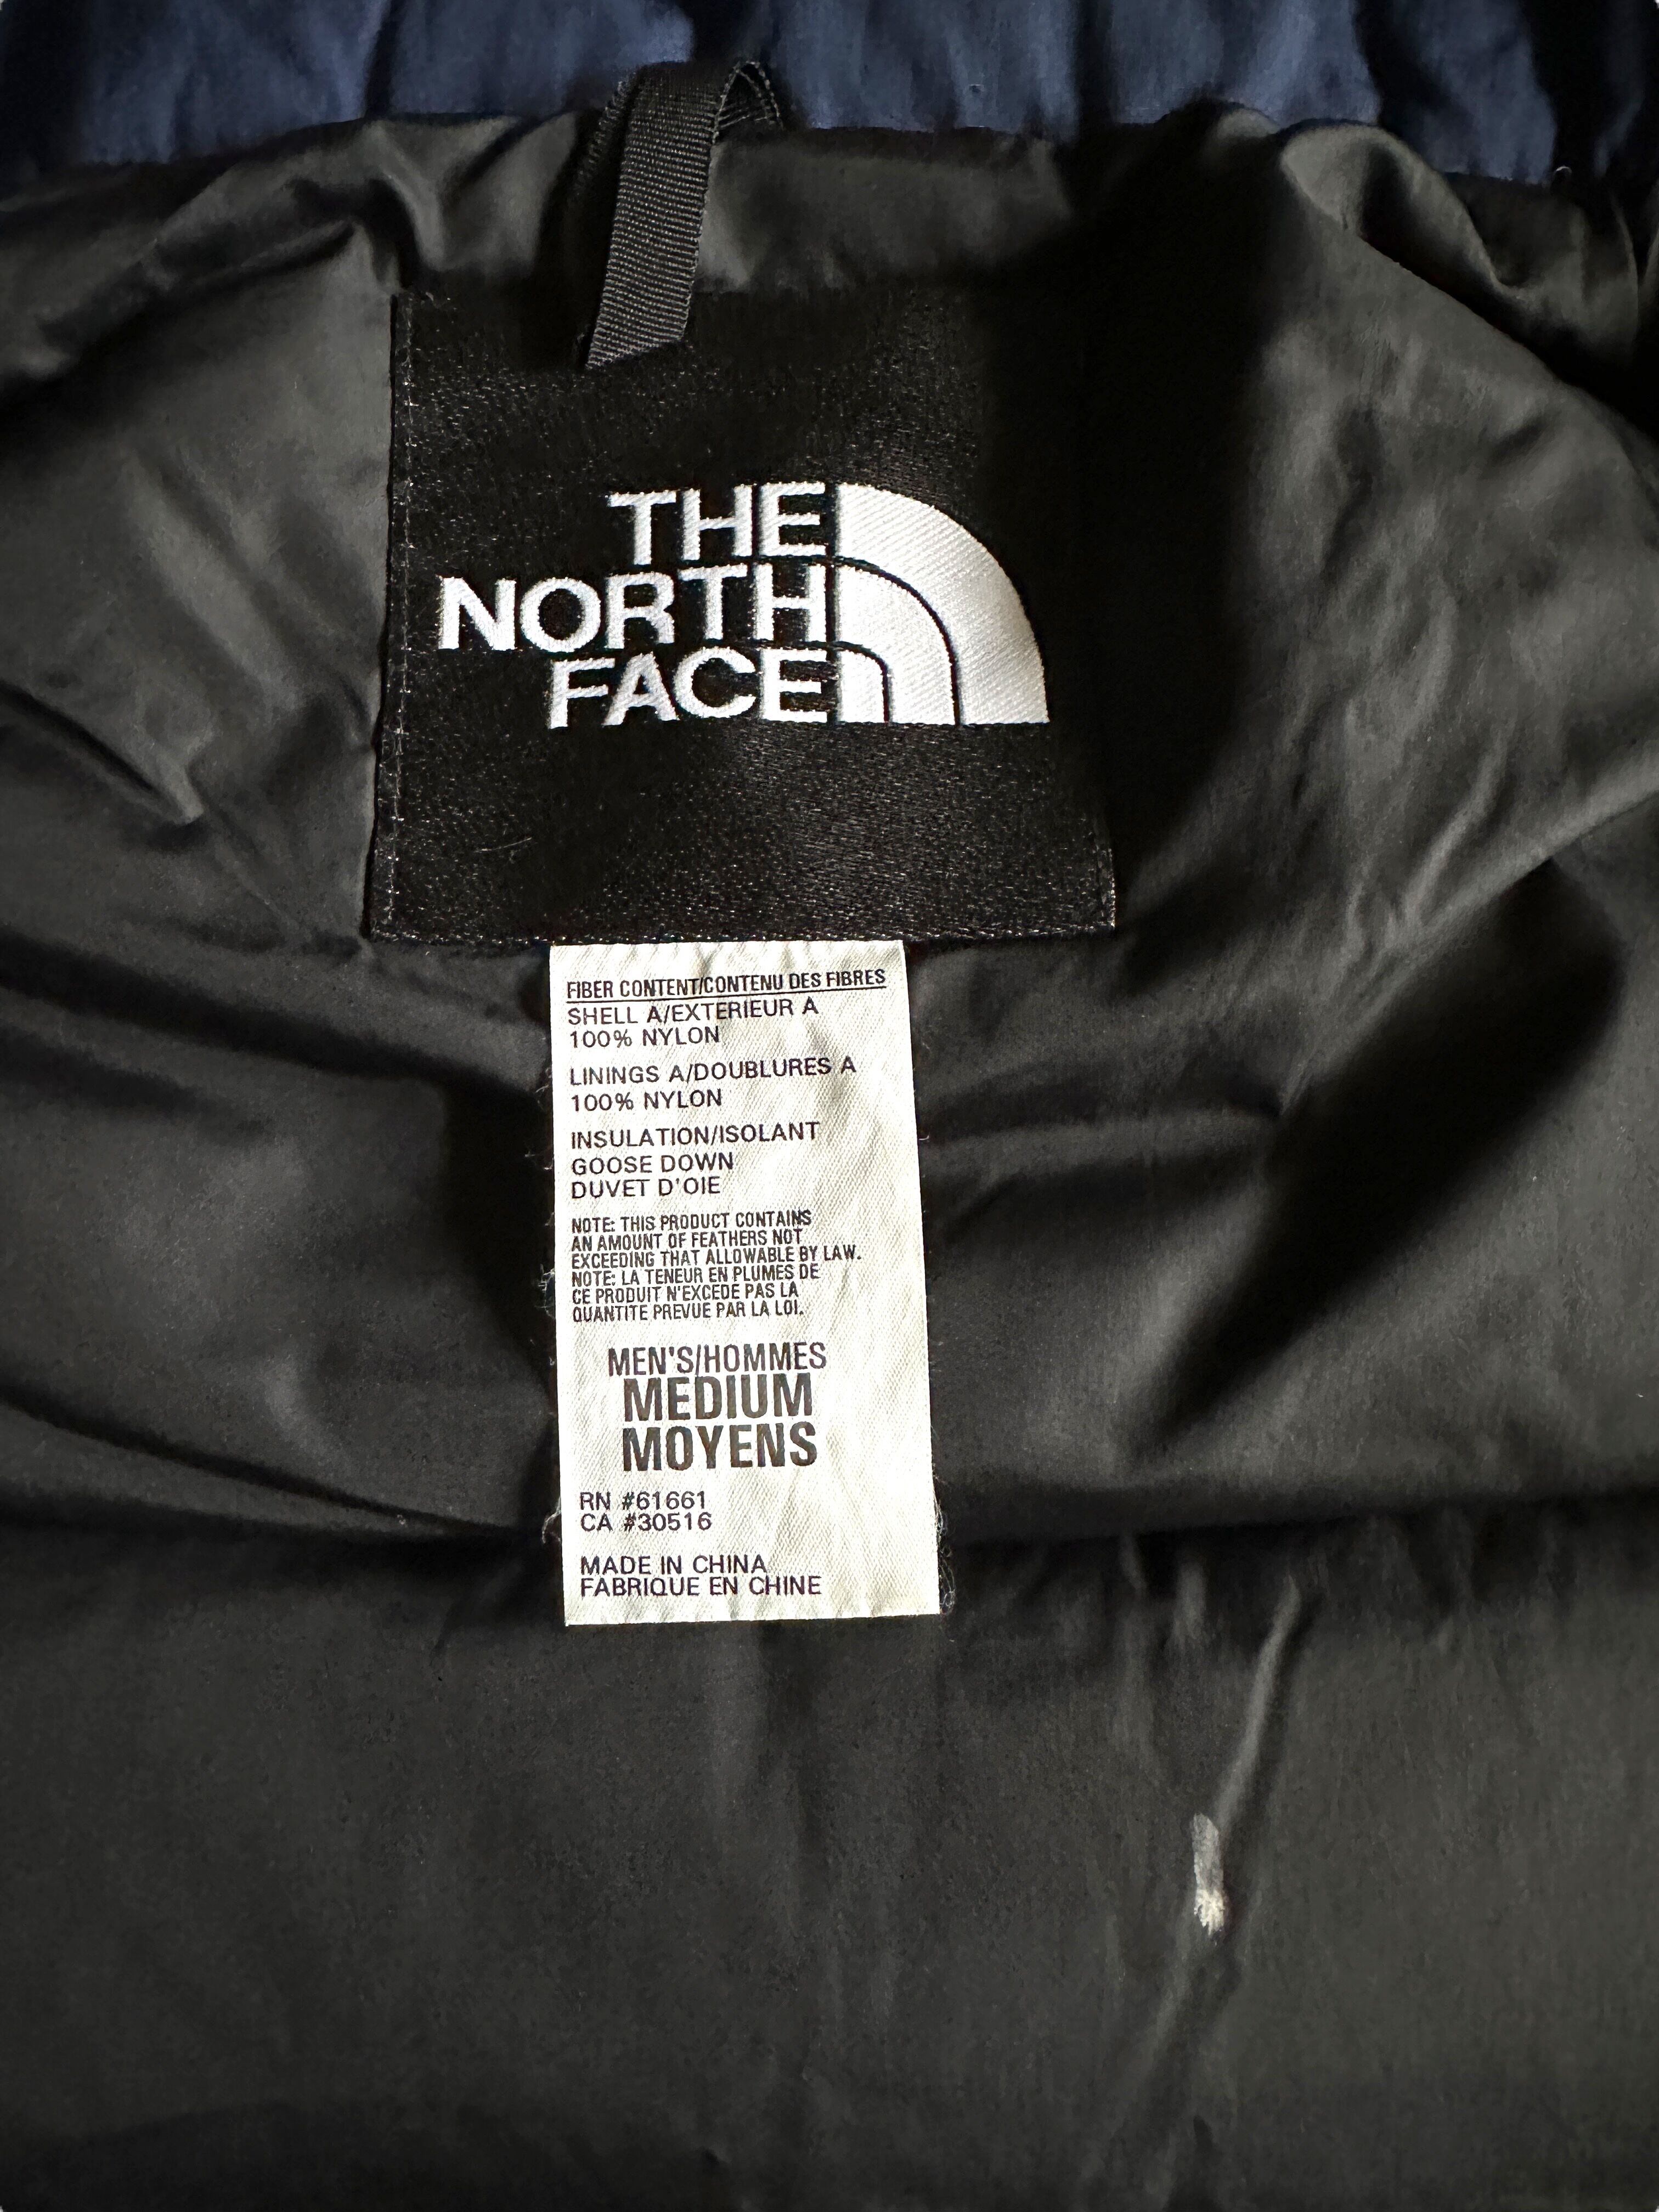 THE
NORTH
FACE
FIBER CONTENT/CONTENU DES FIBRES
SHELL A/EXTERIEUR A
100% NYLON
LININGS A/DOUBLURES A
100% NYLON
INSULATION/ISOLANT
GOOSE DOWN
DUVET D'OIE
NOTE: THIS PRODUCT CONTAINS
AN AMOUNT OF FEATHERS NOT
EXCEEDING THAT ALLOWABLE BY LAW.
NOTE: LA TENEUR EN PLUMES DE
CE PRODUIT N'EXCEDE PAS LA
QUANTITE PREVUE PAR LA LOI.
MEN'S/HOMMES
MEDIUM
MOYENS
RN #61661
CA #30516
MADE IN CHINA
FABRIQUE EN CHINE